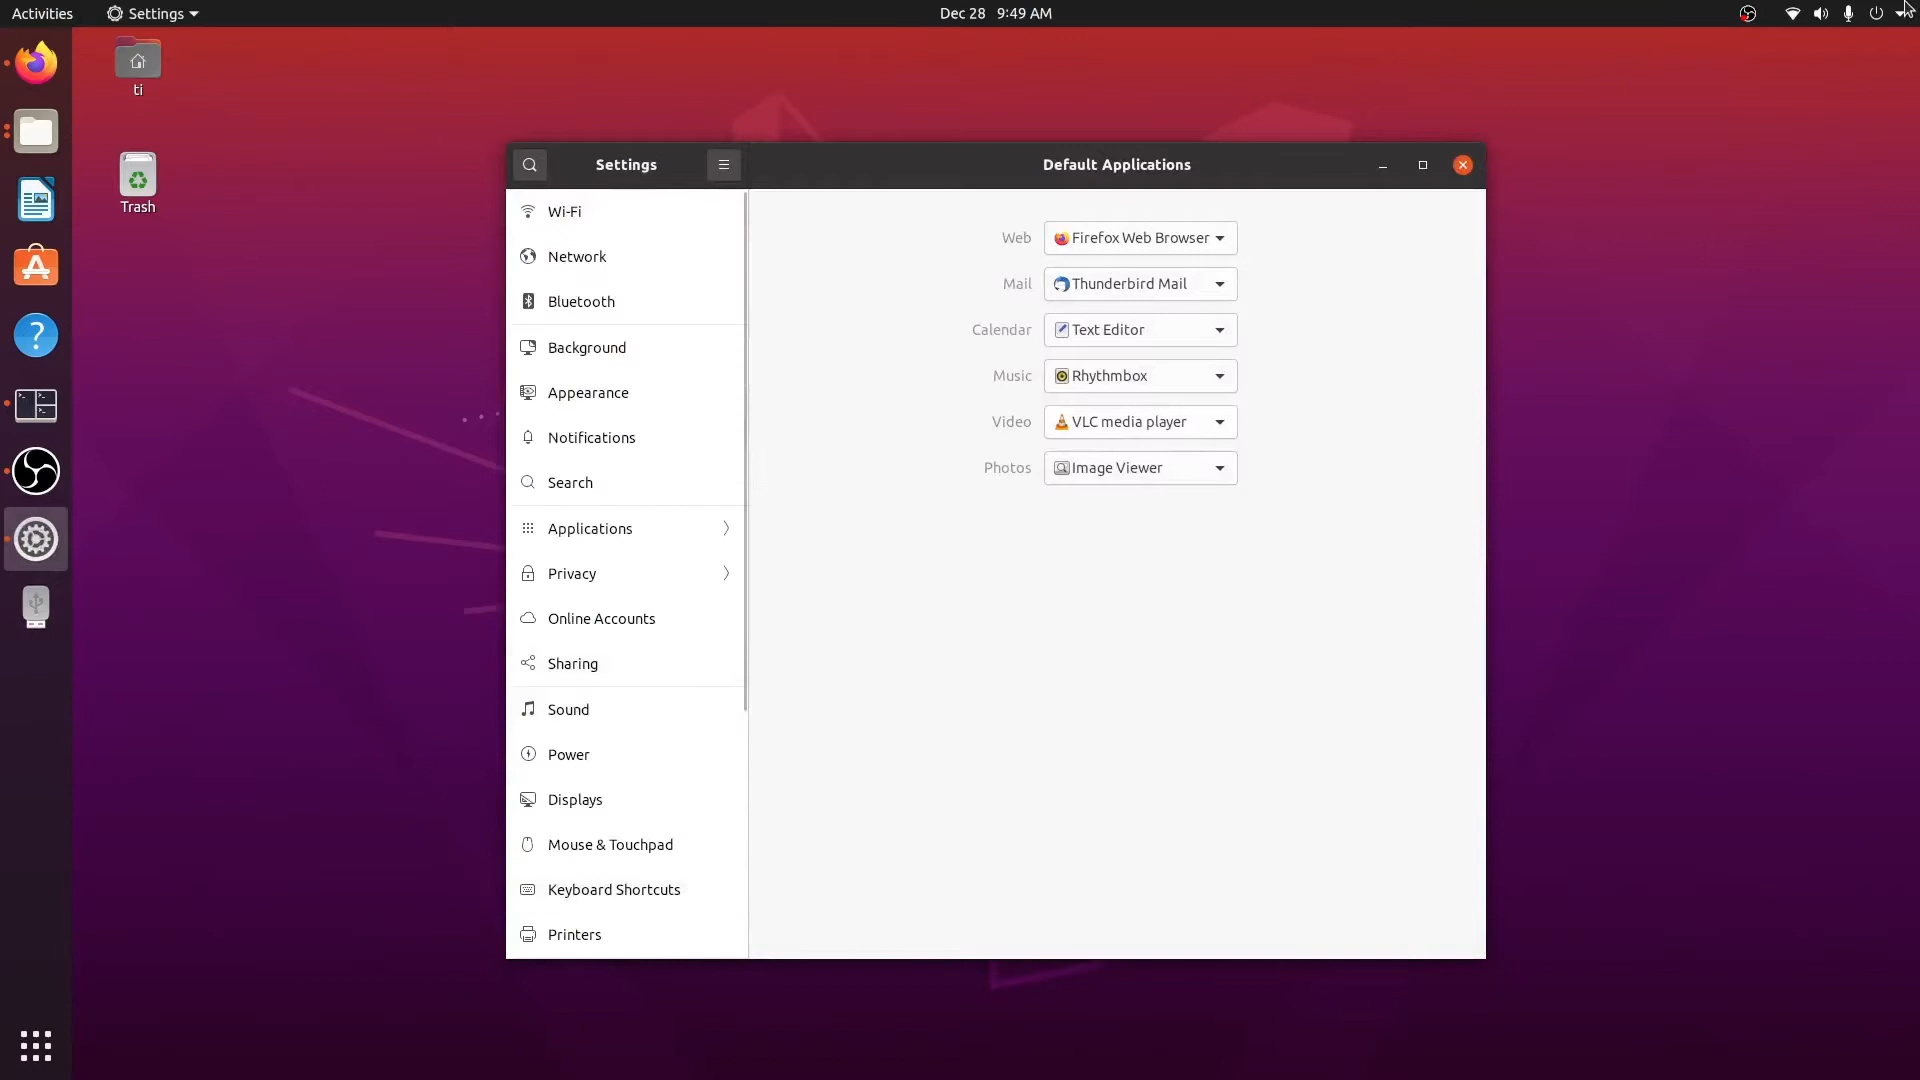 Activities
Settings
Dec 28 9:49 AM
ti
Trash
Settings
Default Applications
Wi-Fi
Network
Bluetooth
Background
Appearance
Notifications
Search
Applications
Privacy
Online Accounts
Sharing
Sound
Power
Displays
Mouse & Touchpad
Keyboard Shortcuts
Printers
Web Firefox Web Browser
Mail Thunderbird Mail
Calendar Text Editor
Music Rhythmbox
Video VLC media player
Photos Image Viewer